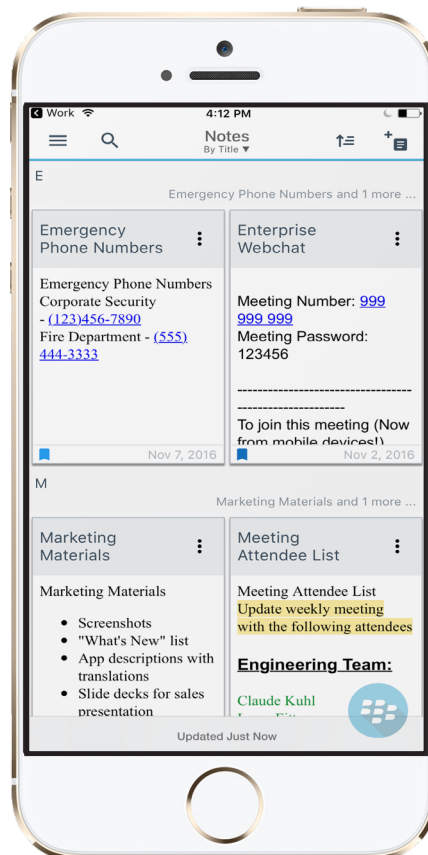 Work
4:12 PM
Notes
By Title ▼
E
Emergency Phone Numbers and 1 more ...
Emergency
Phone Numbers
Emergency Phone Numbers
Corporate Security
- (123)456-7890
Fire Department - (555)
444-3333
Nov 7, 2016
Enterprise
Webchat
Meeting Number: 999
999 999
Meeting Password:
123456
------------------------------------
----------------------
To join this meeting (Now
from mobile devices!)
Nov 2, 2016
M
Marketing Materials and 1 more ...
Marketing
Materials
Marketing Materials
• Screenshots
• "What's New" list
• App descriptions with
translations
• Slide decks for sales
presentation
Meeting
Attendee List
Meeting Attendee List
Update weekly meeting
with the following attendees
Engineering Team:
Claude Kuhl
Updated Just Now